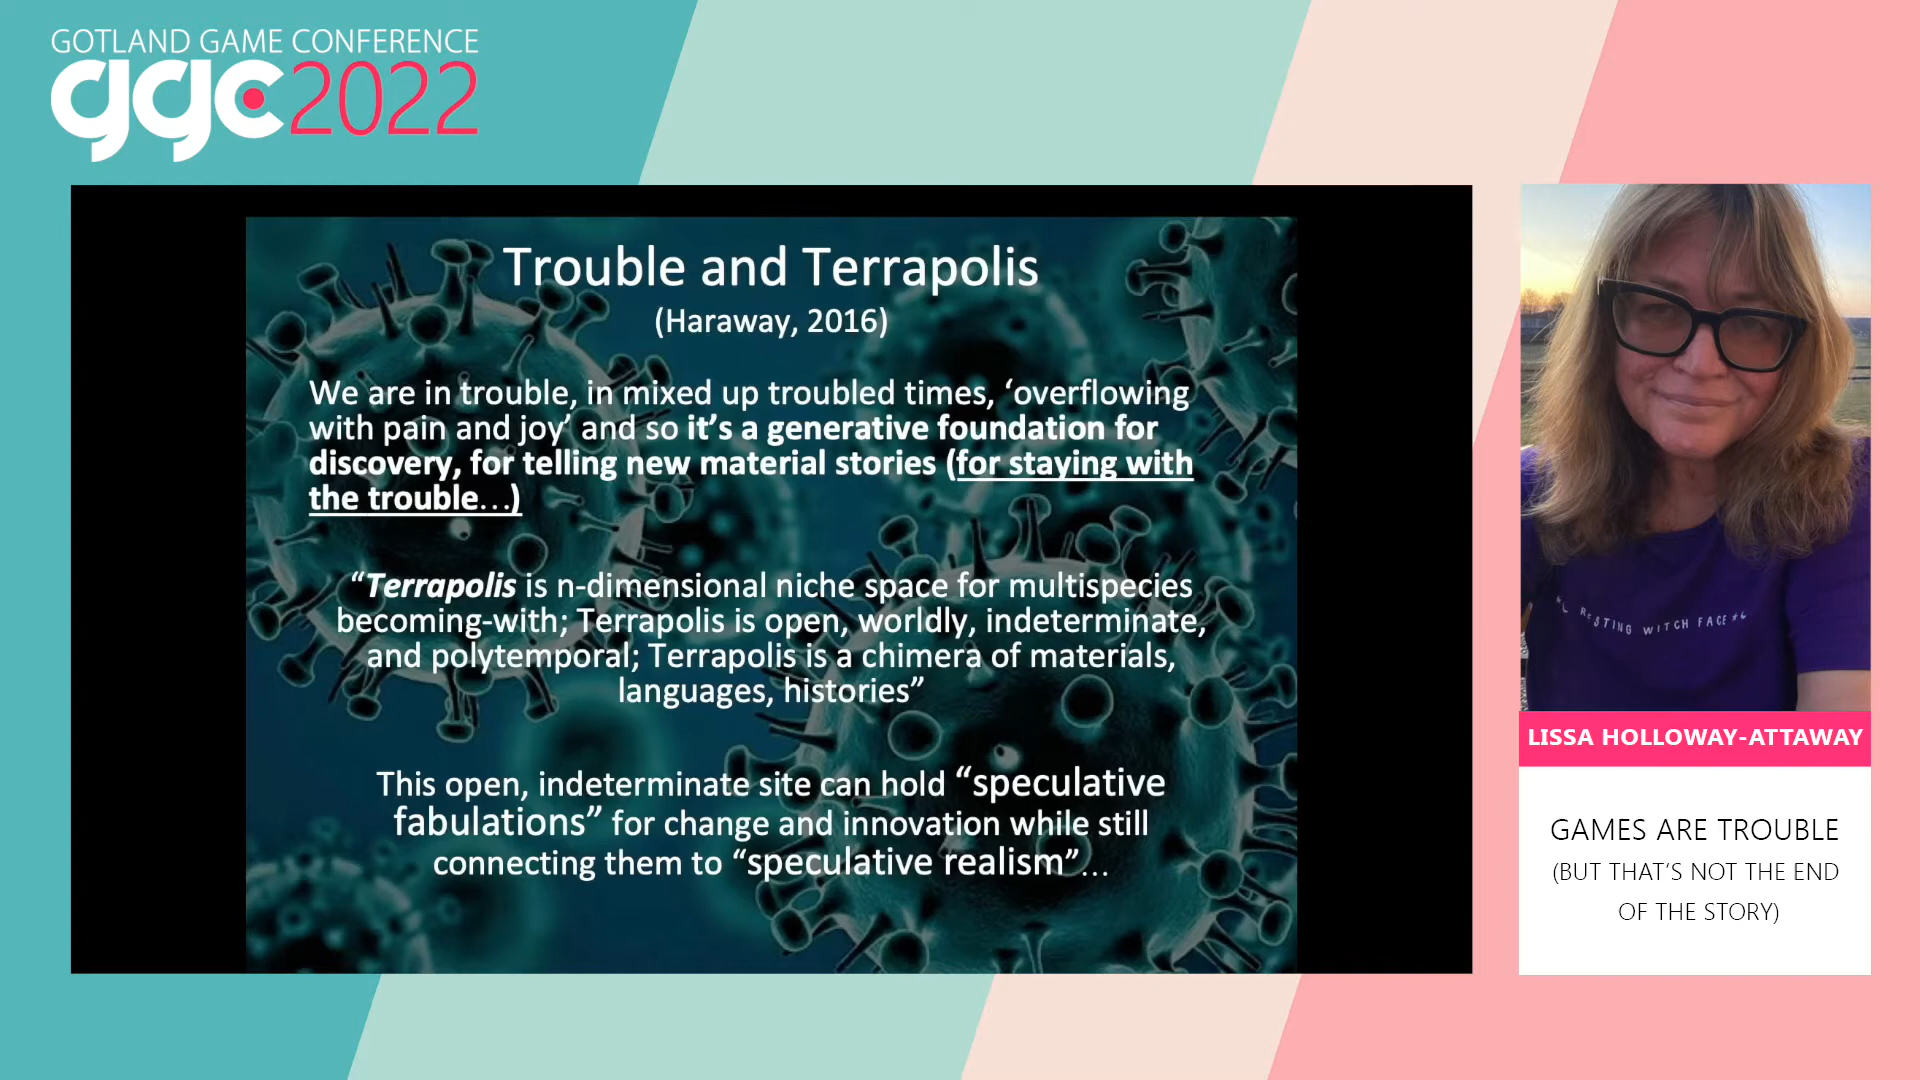 GOTLAND GAME CONFERENCE
ggc2022
Trouble and Terrapolis
(Haraway, 2016)
We are in trouble, in mixed up troubled times, ‘overflowing
with pain and joy’ and so it’s a generative foundation for
discovery, for telling new material stories (for staying with
the trouble…)
“Terrapolis is n-dimensional niche space for multispecies
becoming-with; Terrapolis is open, worldly, indeterminate,
and polytemporal; Terrapolis is a chimera of materials,
languages, histories”
This open, indeterminate site can hold “speculative
fabulations” for change and innovation while still
connecting them to “speculative realism”…
RESTING WITCH FACE
LISSA HOLLOWAY-ATTAWAY
GAMES ARE TROUBLE
(BUT THAT’S NOT THE END
OF THE STORY)